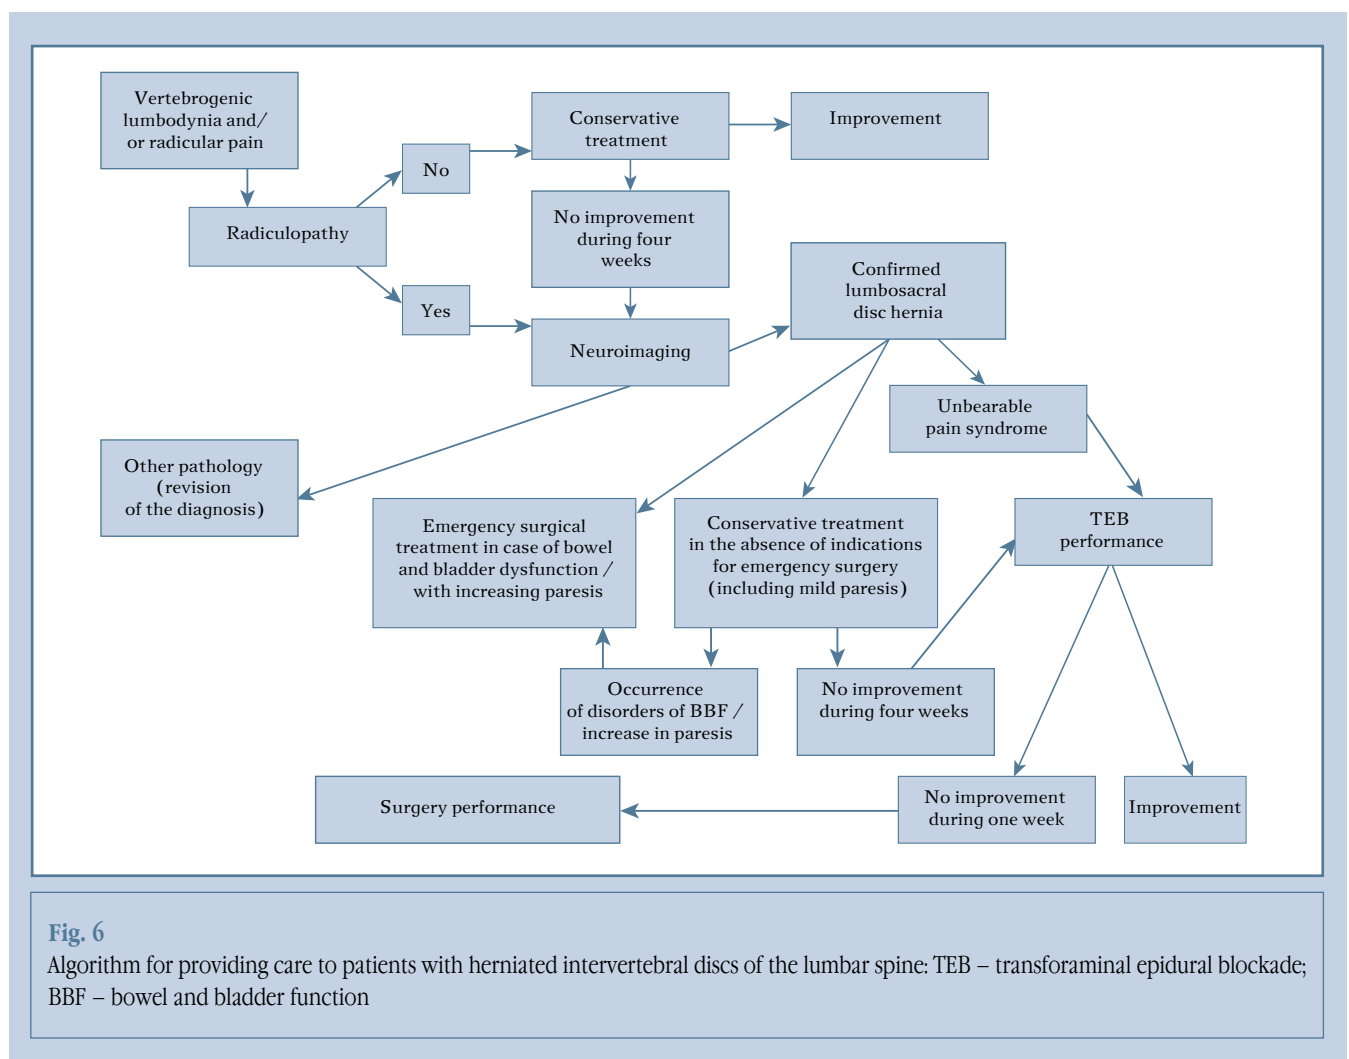 Vertebrogenic
lumbodynia and/
or radicular pain
Radiculopathy
No
Yes
Conservative
treatment
Improvement
No improvement
during four
weeks
Neuroimaging
Confirmed
lumbosacral
disc hernia
Unbearable
pain syndrome
Other pathology
(revision
of the diagnosis)
Emergency surgical
treatment in case of bowel
and bladder dysfunction /
with increasing paresis
Conservative treatment
in the absence of indications
for emergency surgery
(including mild paresis)
TEB
performance
Occurrence
of disorders of BBF /
increase in paresis
No improvement
during four weeks
Surgery performance
No improvement
during one week
Improvement
Fig. 6
Algorithm for providing care to patients with herniated intervertebral discs of the lumbar spine: TEB – transforaminal epidural blockade;
BBF – bowel and bladder function